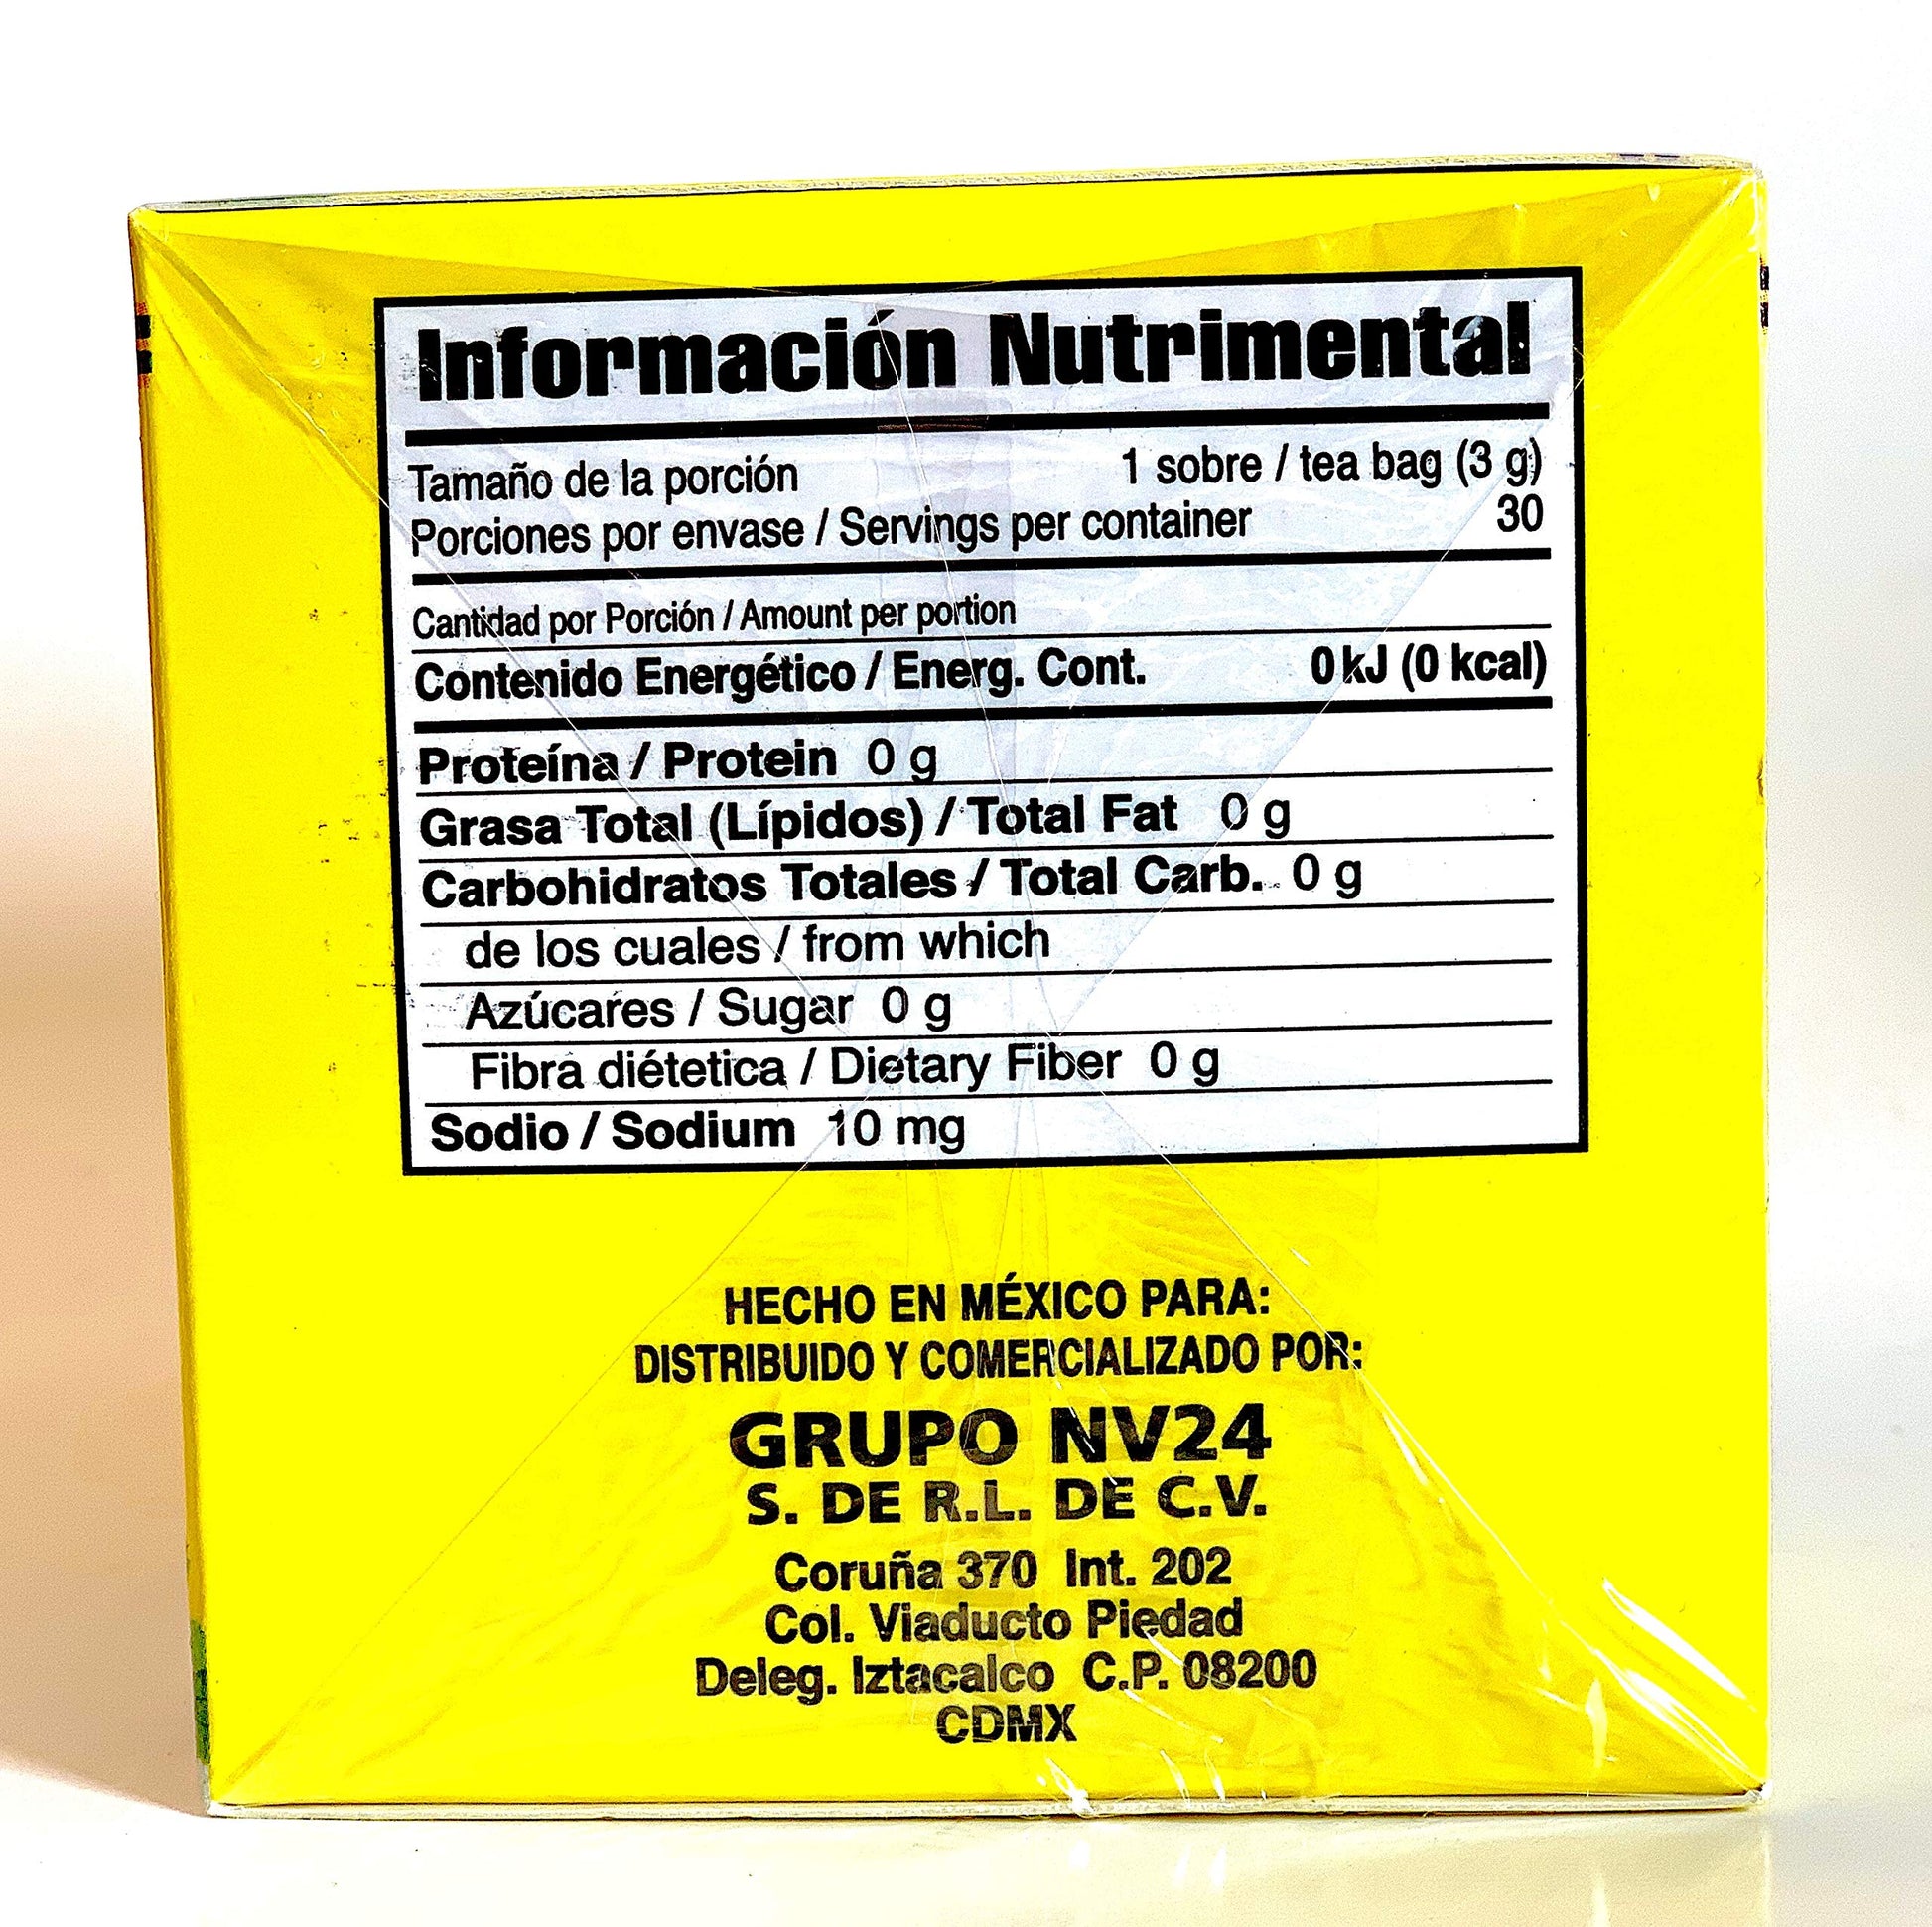 Información Nutrimental
Tamaño de la porción 1 sobre / tea bag (3 g)
Porciones por envase / Servings per container 30
Cantidad por Porción / Amount per portion
Contenido Energético / Energ. Cont. 0 kJ (0 kcal)
Proteína / Protein 0 g
Grasa Total (Lípidos) / Total Fat 0 g
Carbohidratos Totales / Total Carb. 0 g
de los cuales / from which
Azúcares / Sugar 0 g
Fibra diétetica / Dietary Fiber 0 g
Sodio / Sodium 10 mg
HECHO EN MÉXICO PARA:
DISTRIBUIDO Y COMERCIALIZADO POR:
GRUPO NV24
S. DE R.L. DE C.V.
Coruña 370 Int. 202
Col. Viaducto Piedad
Deleg. Iztacalco C.P. 08200
CDMX